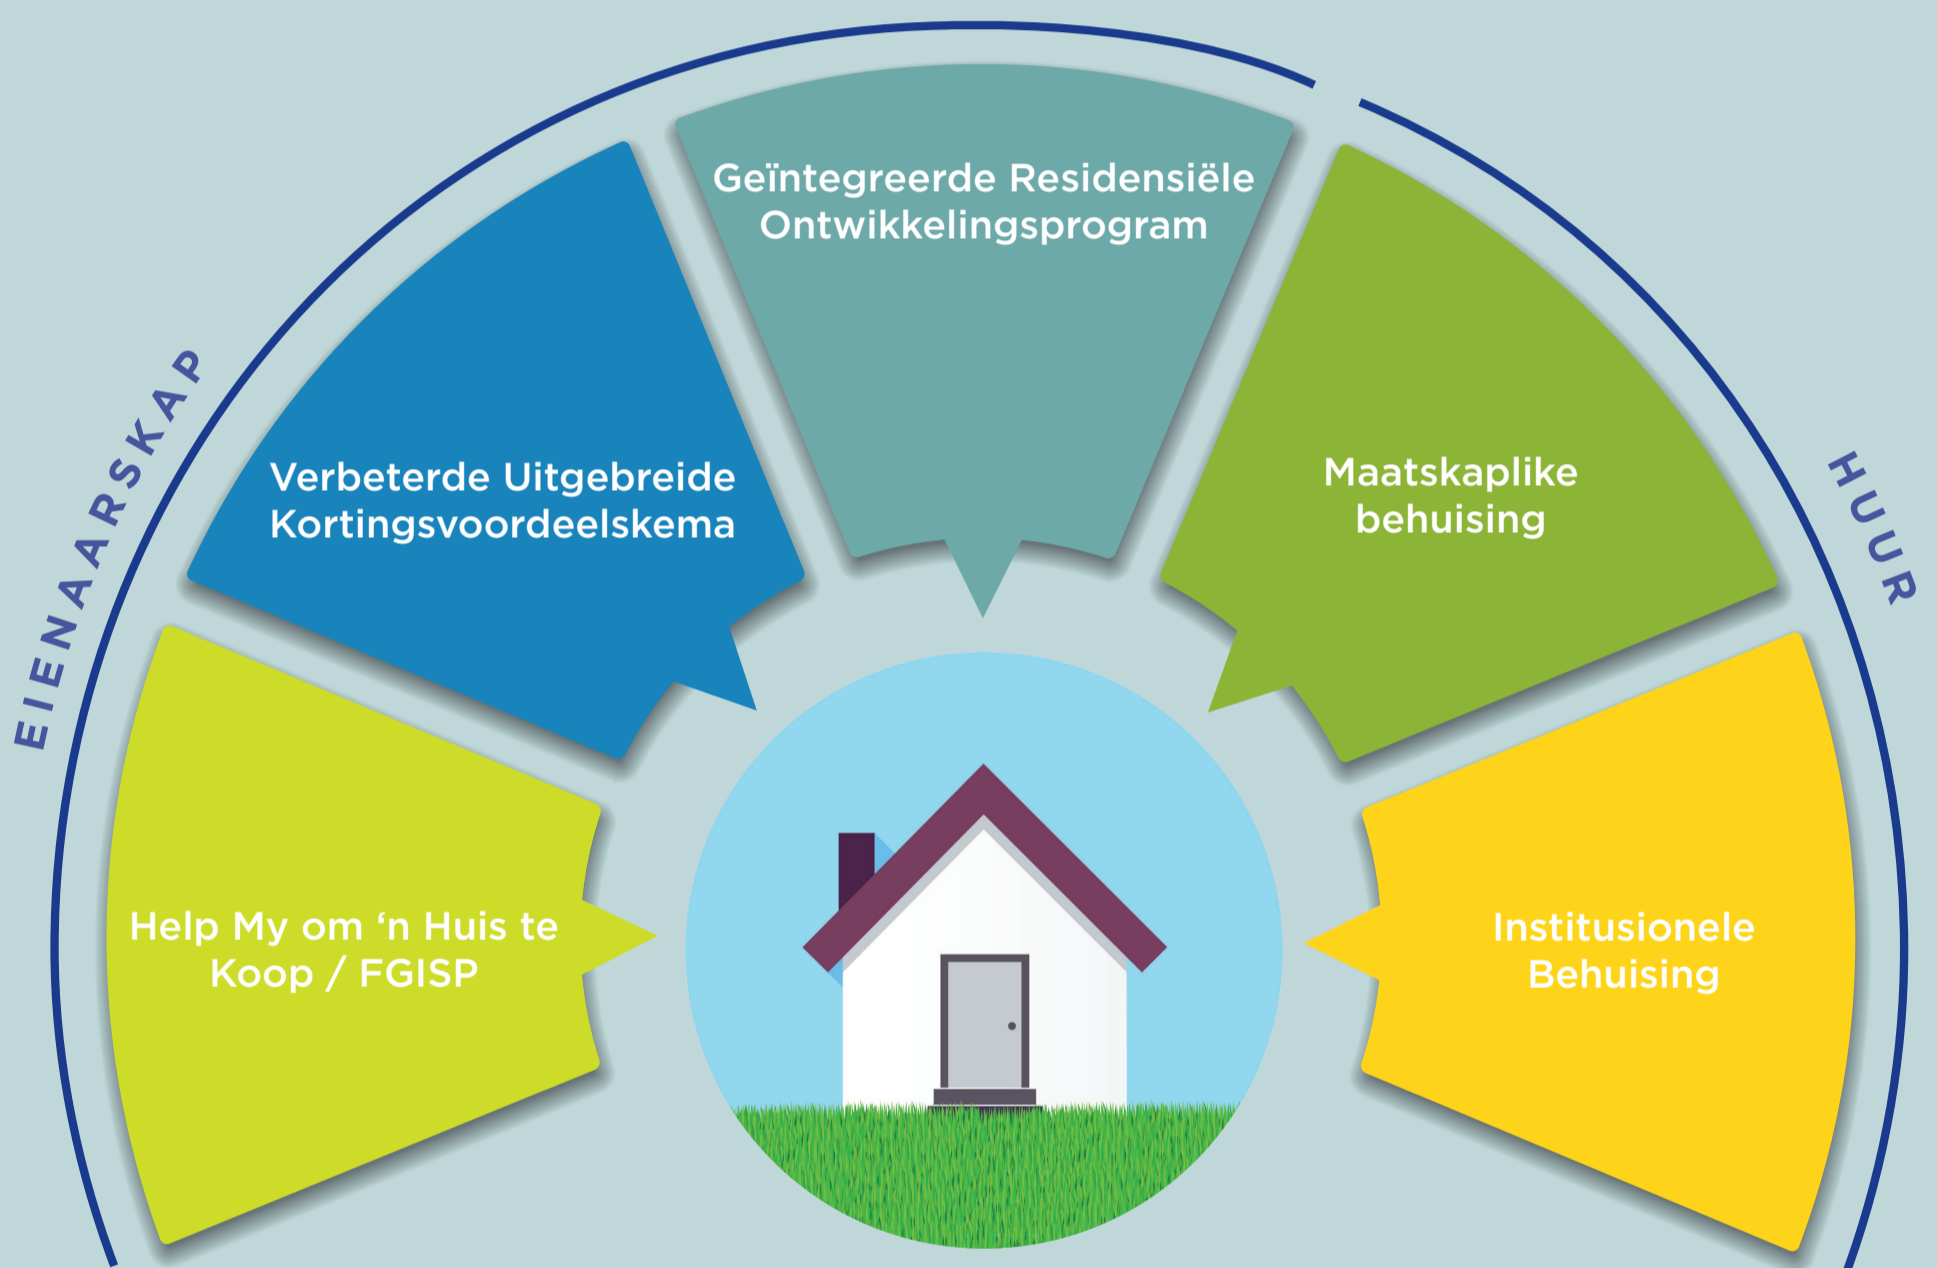 EIENAARSKAP
Help My om ‘n Huis te
Koop / FGISP
Verbeterde Uitgebreide
Kortingsvoordeelskema
Geïntegreerde Residensiële
Ontwikkelingsprogram
HUUR
Maatskaplike
behuising
Institusionele
Behuising